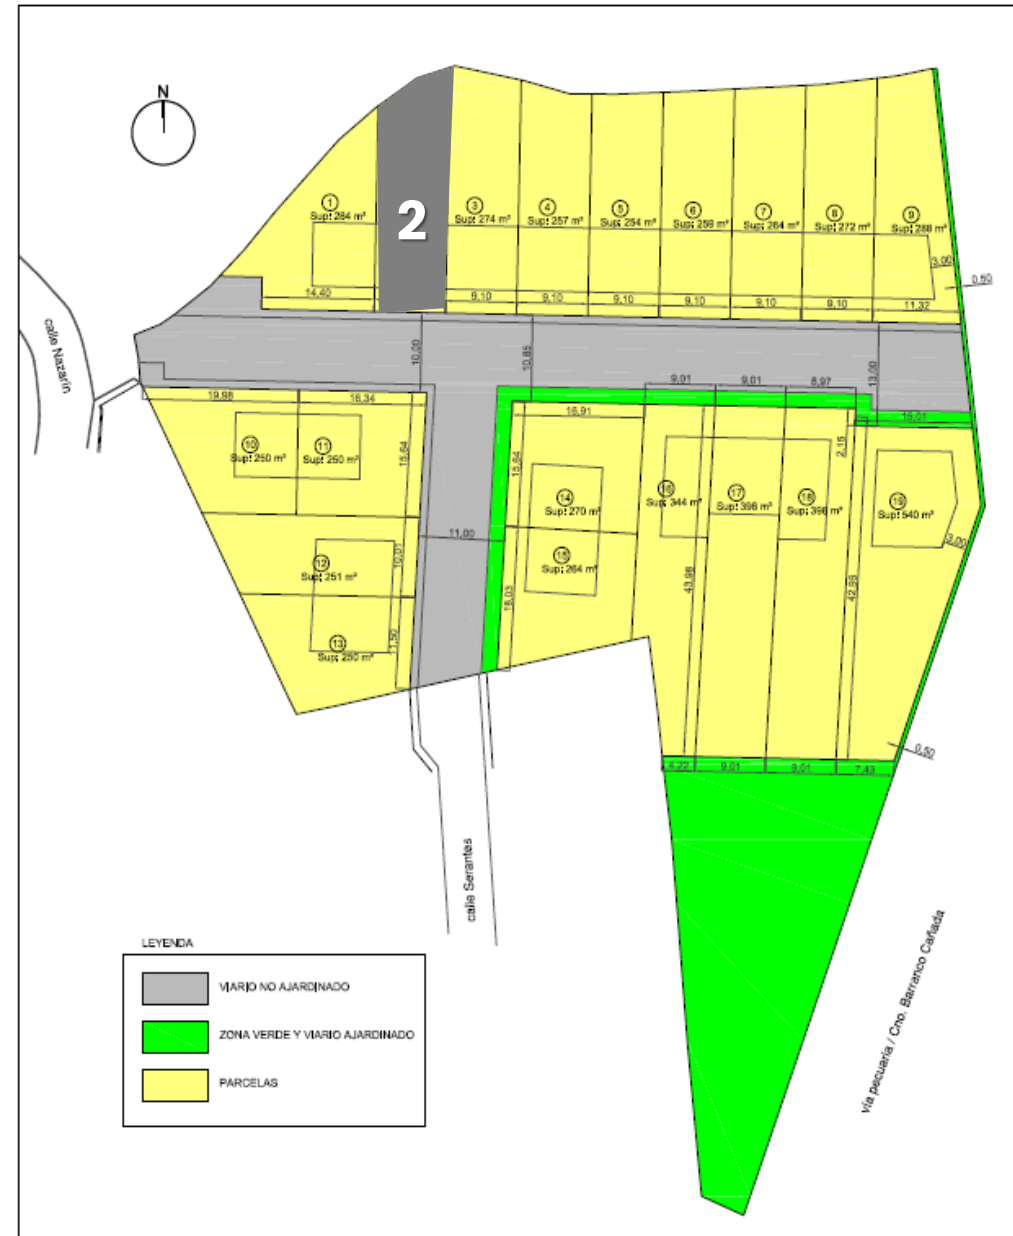 N
1
Sup: 284 m²
2
3
Sup: 274 m²
4
Sup: 257 m²
5
Sup: 254 m²
6
Sup: 259 m²
7
Sup: 264 m²
8
Sup: 272 m²
9
Sup: 288 m²
3,00
0,50
14,40
9,10
9,10
9,10
9,10
9,10
9,10
11,32
calle Nazarín
10,00
10,85
13,00
19,98
16,34
16,91
9,01
9,01
8,97
15,01
10
Sup: 250 m²
11
Sup: 250 m²
15,64
15,64
2,15
14
Sup: 270 m²
16
Sup: 344 m²
17
Sup: 396 m²
18
Sup: 396 m²
19
Sup: 540 m²
3,00
11,00
12
Sup: 251 m²
10,01
15
Sup: 264 m²
18,03
43,98
42,98
13
Sup: 250 m²
11,50
0,50
4,22
9,01
9,01
7,43
calle Serantes
vía pecuaria / Cno. Barranco Cañada
LEYENDA
VIARIO NO AJARDINADO
ZONA VERDE Y VIARIO AJARDINADO
PARCELAS